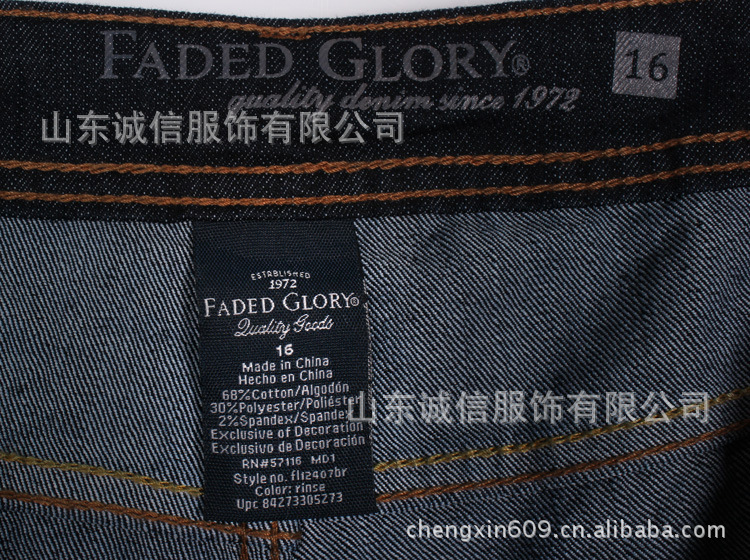 FADED GLORY® 16
quality denim since 1972
山东诚信服饰有限公司
ESTABLISHED
1972
FADED GLORY®
Quality Goods
16
Made in China
Hecho en China
68%Cotton/Algodón
30%Polyester/Poliéster
2%Spandex/Spandex
山东诚信服饰有限公司
Exclusive of Decoration
Exclusivo de Decoración
RN#57116 MD1
Style no. fl12407br
Color: rinse
Upc 84273305273
chengxin609.cn.alibaba.com